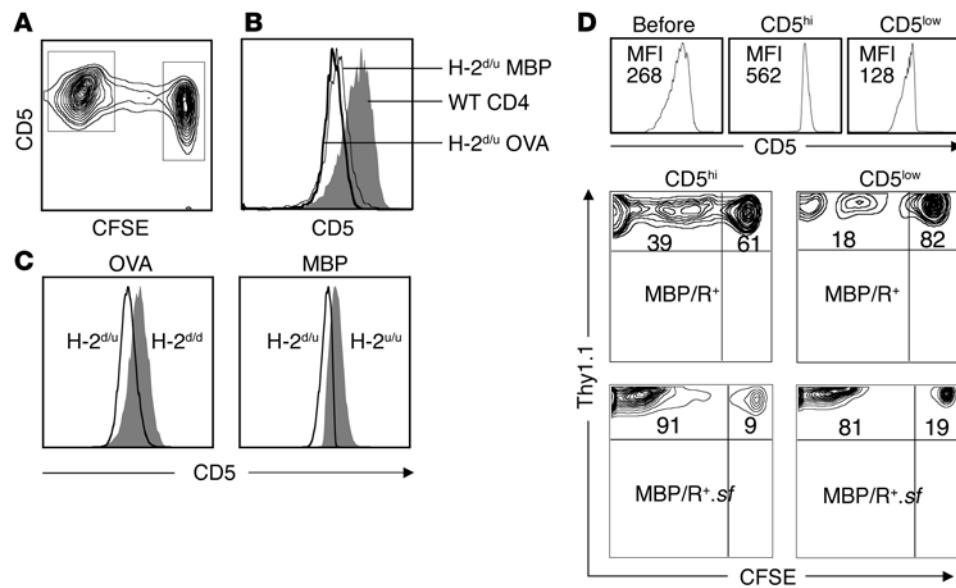 A
CD5
CFSE
B
H-2ᵈ/ᵘ MBP
WT CD4
H-2ᵈ/ᵘ OVA
CD5
C
OVA
MBP
H-2ᵈ/ᵘ
H-2ᵈ/ᵈ
H-2ᵈ/ᵘ
H-2ᵘ/ᵘ
CD5
D
Before
CD5ʰⁱ
CD5ˡᵒʷ
MFI
268
MFI
562
MFI
128
CD5
CD5ʰⁱ
CD5ˡᵒʷ
39
61
18
82
MBP/R⁺
MBP/R⁺
Thy1.1
91
9
81
19
MBP/R⁺.sf
MBP/R⁺.sf
CFSE